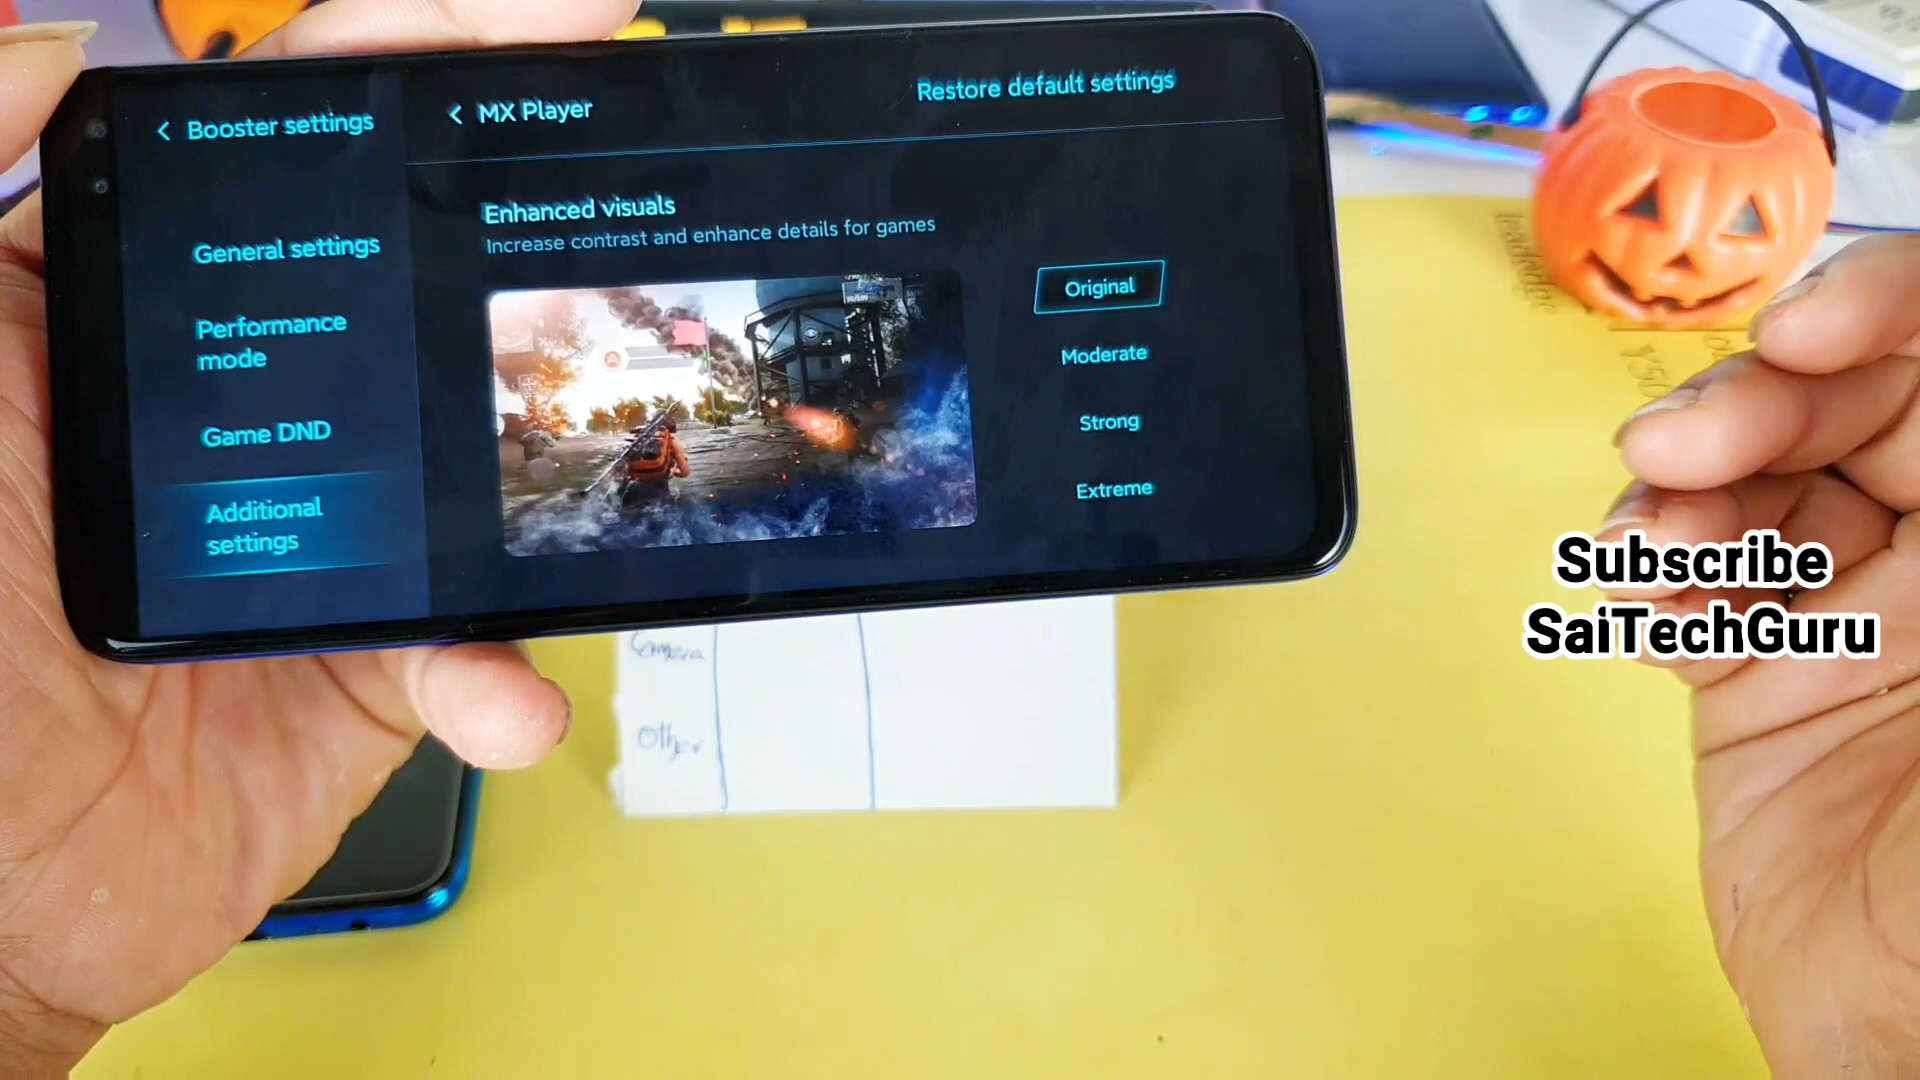 Booster settings
MX Player
Restore default settings
General settings
Performance
mode
Game DND
Additional
settings
Enhanced visuals
Increase contrast and enhance details for games
Original
Moderate
Strong
Extreme
A
Subscribe
SaiTechGuru
Camera
Other